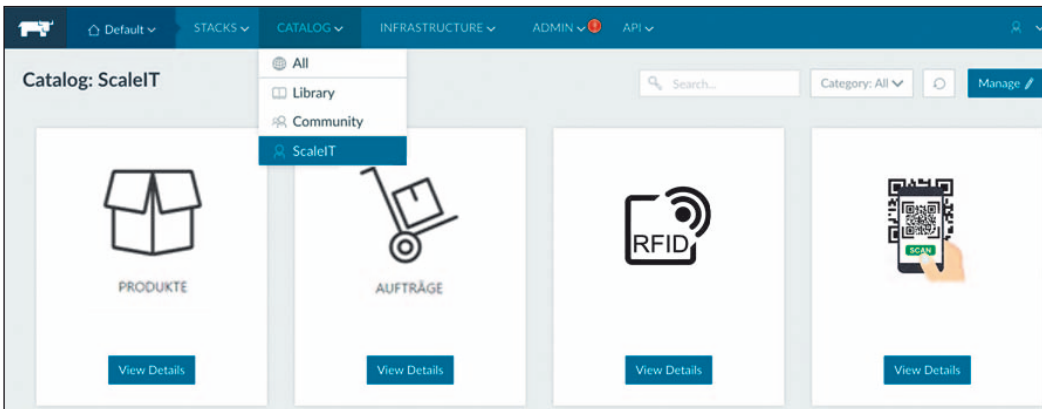 Default
STACKS
CATALOG
INFRASTRUCTURE
ADMIN
API
All
Library
Community
ScaleIT
Catalog: ScaleIT
Search...
Category: All
Manage
PRODUKTE
AUFTRÄGE
RFID
SCAN
View Details
View Details
View Details
View Details